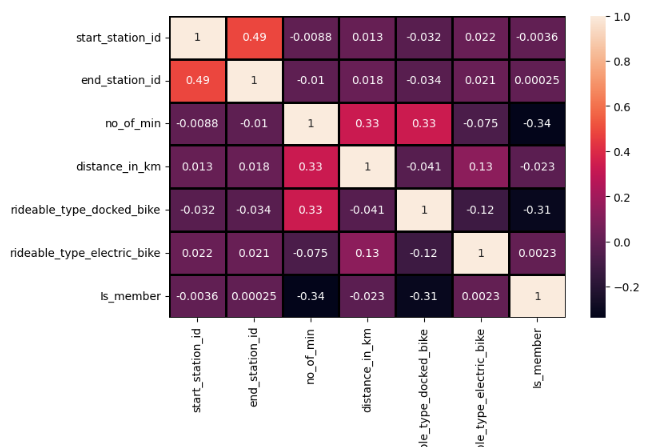 start_station_id 1 0.49 -0.0088 0.013 -0.032 0.022 -0.0036
end_station_id 0.49 1 -0.01 0.018 -0.034 0.021 0.00025
no_of_min -0.0088 -0.01 1 0.33 0.33 -0.075 -0.34
distance_in_km 0.013 0.018 0.33 1 -0.041 0.13 -0.023
rideable_type_docked_bike -0.032 -0.034 0.33 -0.041 1 -0.12 -0.31
rideable_type_electric_bike 0.022 0.021 -0.075 0.13 -0.12 1 0.0023
Is_member -0.0036 0.00025 -0.34 -0.023 -0.31 0.0023 1
start_station_id
end_station_id
no_of_min
distance_in_km
ble_type_docked_bike
le_type_electric_bike
Is_member
1.0
0.8
0.6
0.4
0.2
0.0
−0.2